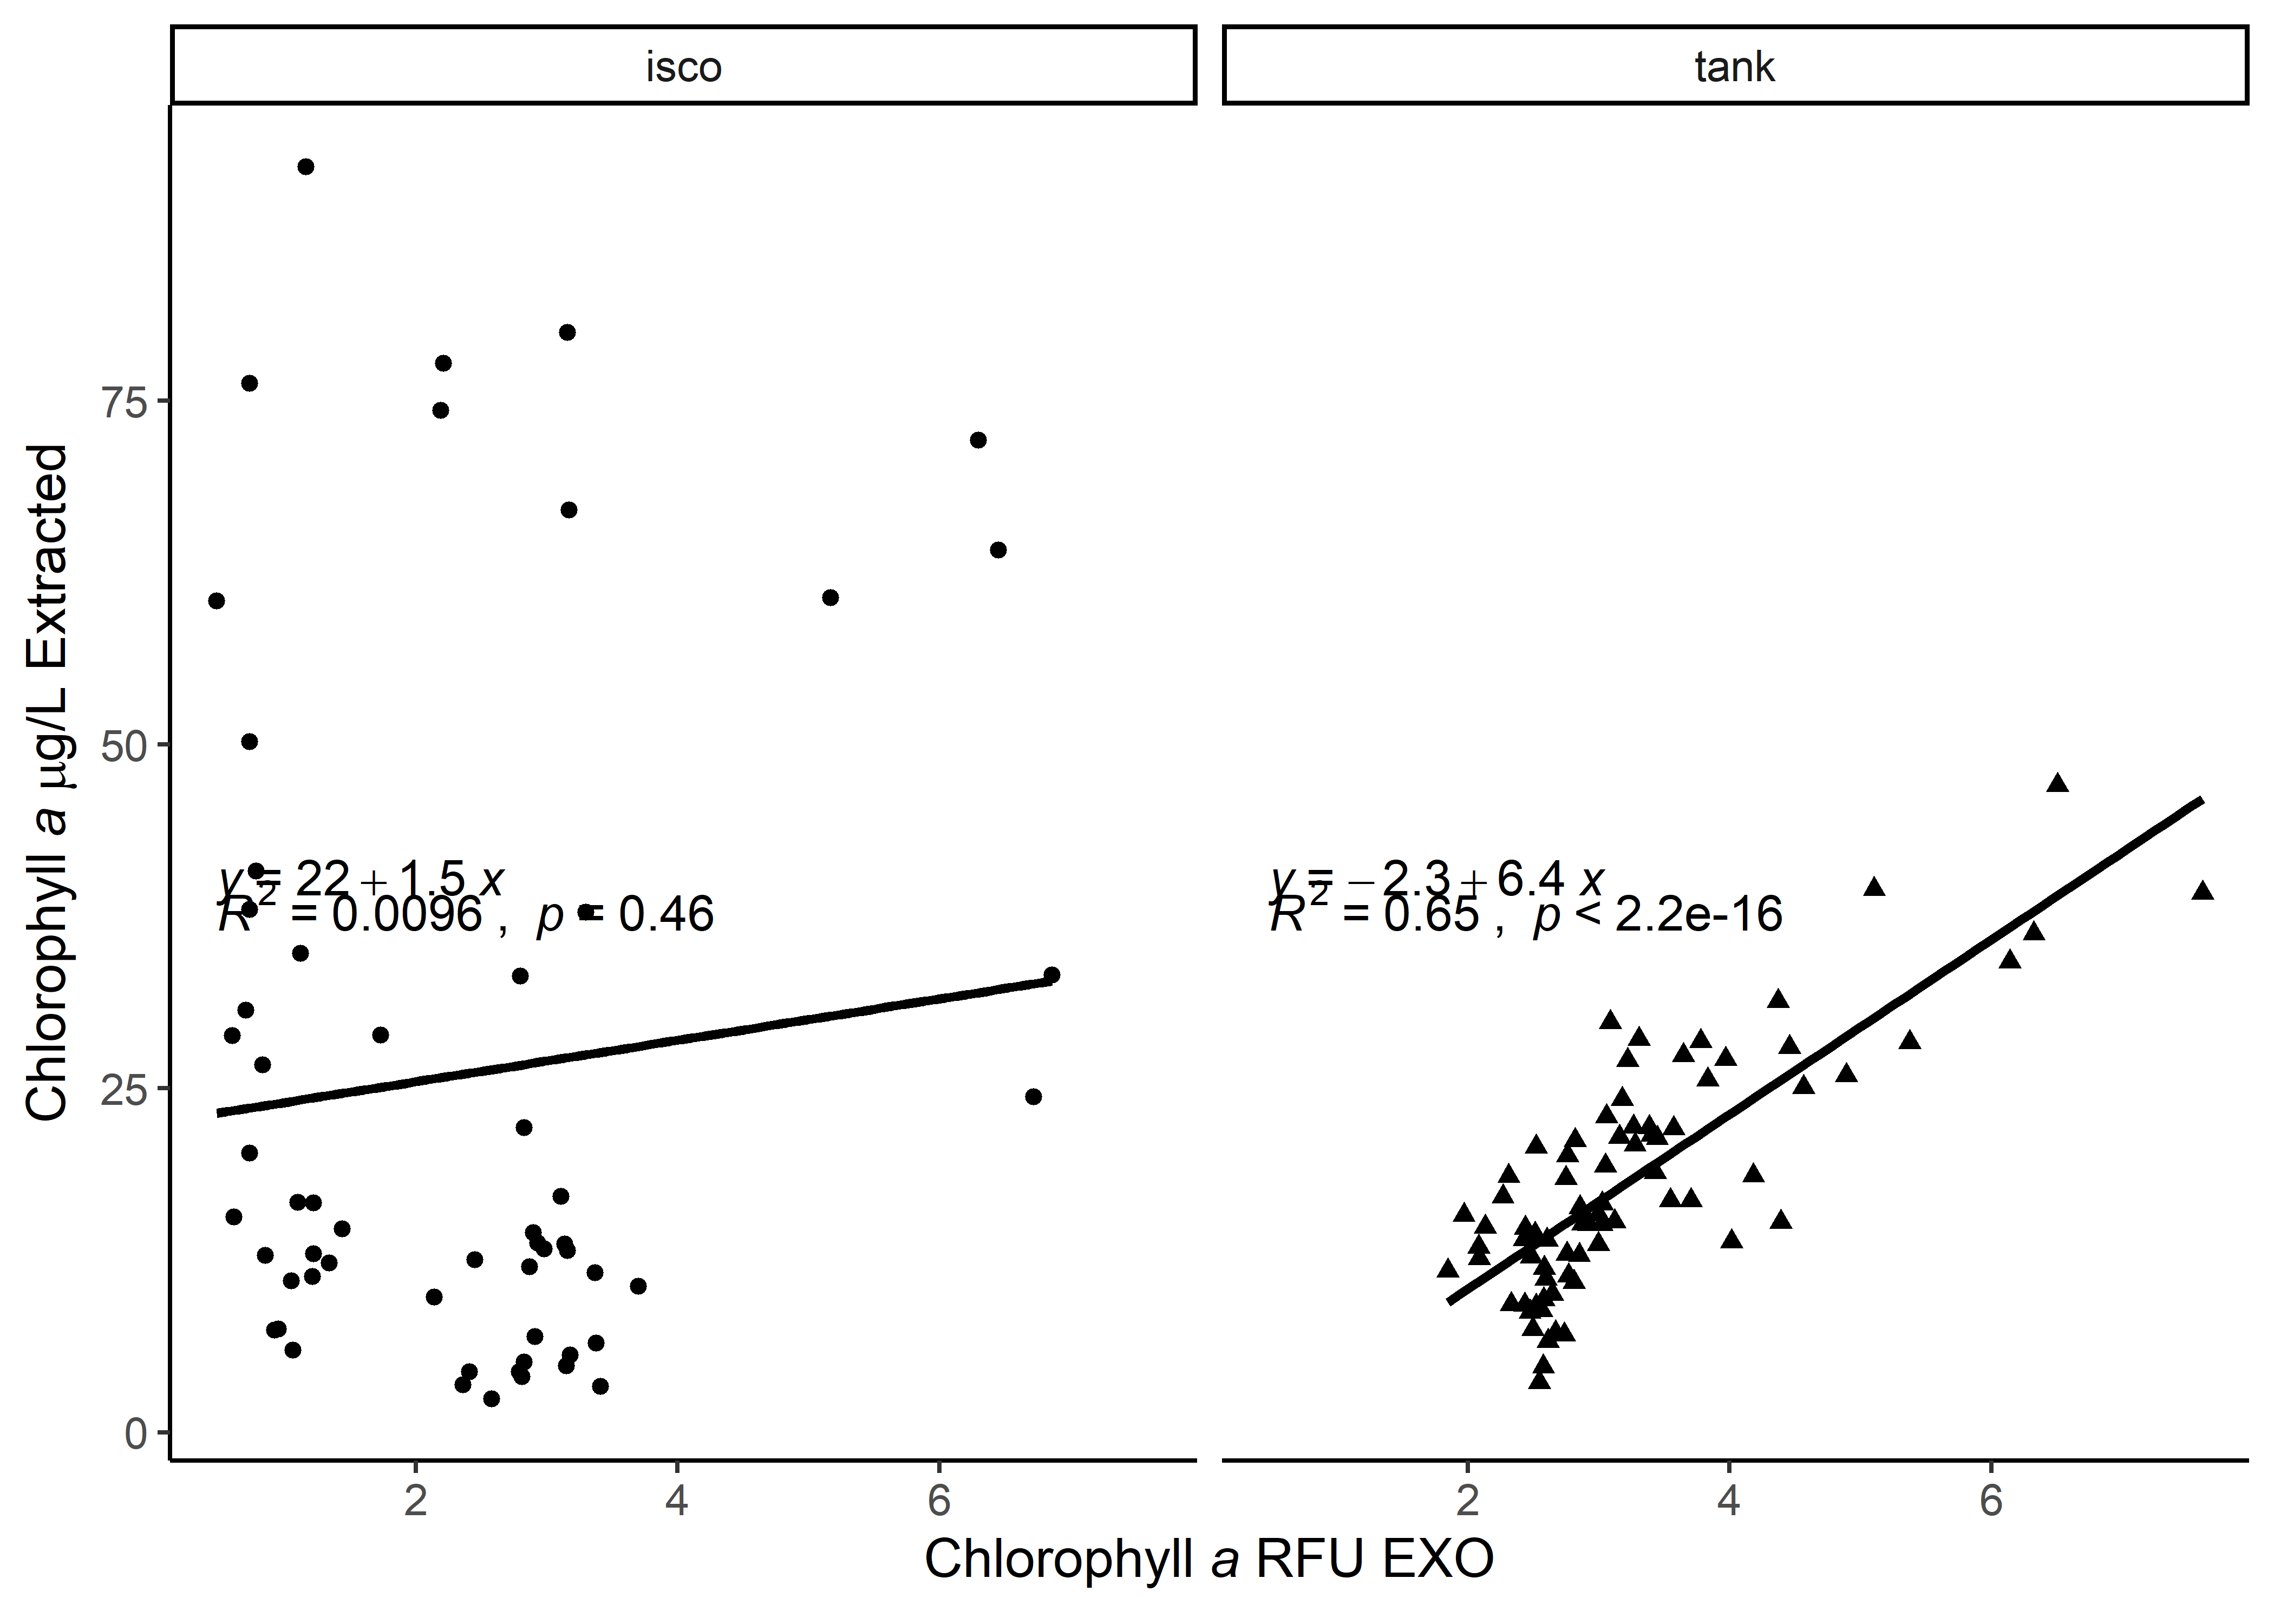 isco
tank
Chlorophyll a µg/L Extracted
75
50
25
0
y = 22 + 1.5 x
R² = 0.0096 , p = 0.46
y = −2.3 + 6.4 x
R² = 0.65 , p < 2.2e-16
2 4 6
2 4 6
Chlorophyll a RFU EXO